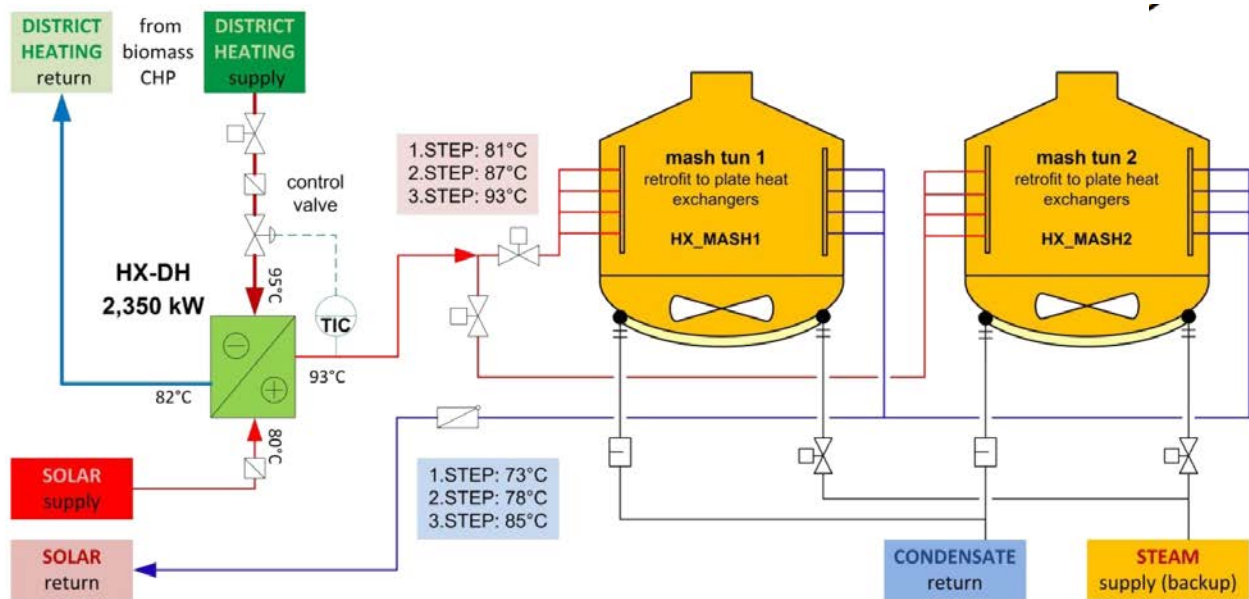 DISTRICT
HEATING
return
from
biomass
CHP
DISTRICT
HEATING
supply
control
valve
HX-DH
2,350 kW
95°C
TIC
82°C
93°C
80°C
SOLAR
supply
SOLAR
return
1.STEP: 81°C
2.STEP: 87°C
3.STEP: 93°C
1.STEP: 73°C
2.STEP: 78°C
3.STEP: 85°C
mash tun 1
retrofit to plate heat
exchangers
HX_MASH1
mash tun 2
retrofit to plate heat
exchangers
HX_MASH2
CONDENSATE
return
STEAM
supply (backup)